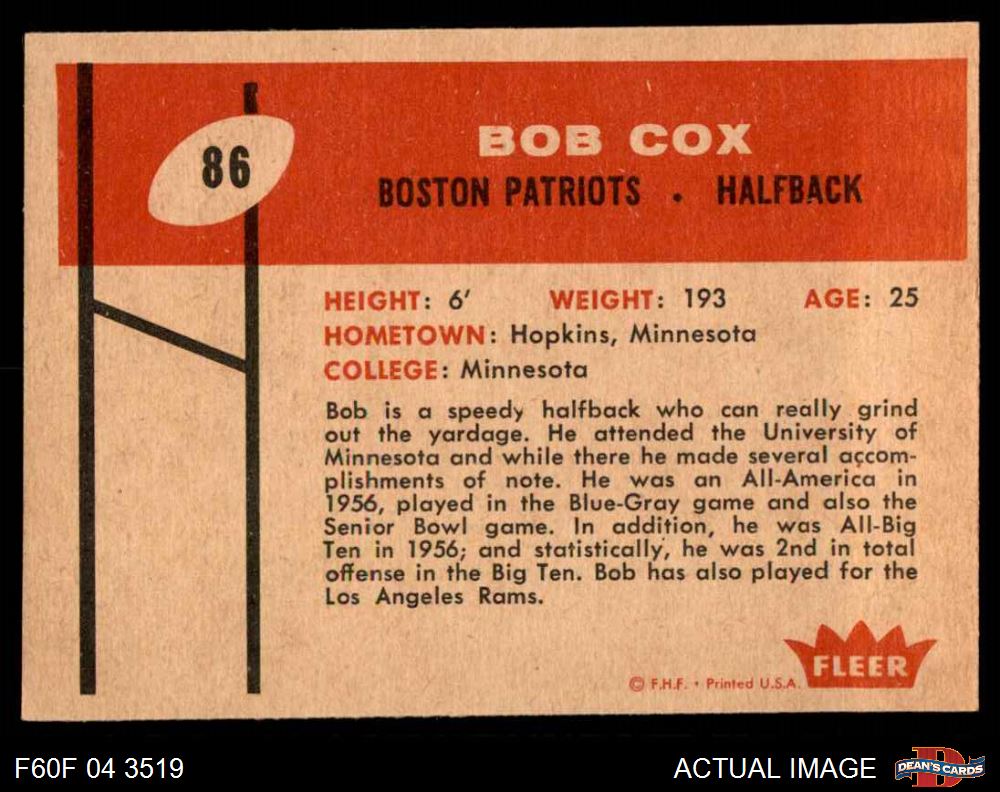 86
BOB COX
BOSTON PATRIOTS • HALFBACK
HEIGHT: 6' WEIGHT: 193 AGE: 25
HOMETOWN: Hopkins, Minnesota
COLLEGE: Minnesota
Bob is a speedy halfback who can really grind
out the yardage. He attended the University of
Minnesota and while there he made several accom-
plishments of note. He was an All-America in
1956, played in the Blue-Gray game and also the
Senior Bowl game. In addition, he was All-Big
Ten in 1956; and statistically, he was 2nd in total
offense in the Big Ten. Bob has also played for the
Los Angeles Rams.
FLEER
© F.H.F. • Printed U.S.A.
F60F 04 3519
ACTUAL IMAGE
D
DEAN'S CARDS